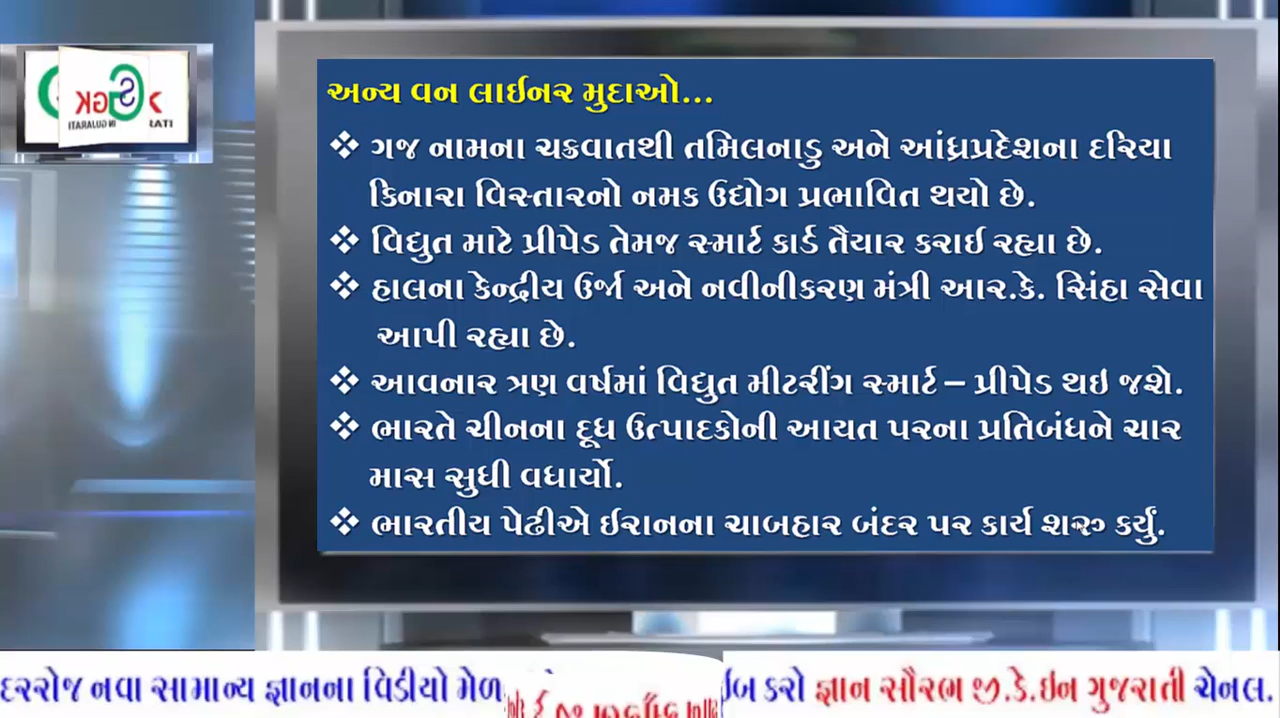 અન્ય વન લાઈનર મુદાઓ...
❖ ગજ નામના ચક્રવાતથી તમિલનાડુ અને આંધ્રપ્રદેશના દરિયા
કિનારા વિસ્તારનો નમક ઉદ્યોગ પ્રભાવિત થયો છે.
❖ વિદ્યુત માટે પ્રીપેડ તેમજ સ્માર્ટ કાર્ડ તૈયાર કરાઈ રહ્યા છે.
❖ હાલના કેન્દ્રીય ઉર્જા અને નવીનીકરણ મંત્રી આર.કે. સિંહા સેવા
આપી રહ્યા છે.
❖ આવનાર ત્રણ વર્ષમાં વિદ્યુત મીટરીંગ સ્માર્ટ – પ્રીપેડ થઇ જશે.
❖ ભારતે ચીનના દૂધ ઉત્પાદકોની આયત પરના પ્રતિબંધને ચાર
માસ સુધી વધાર્યો.
❖ ભારતીય પેઢીએ ઈરાનના ચાબહાર બંદર પર કાર્ય શરુ કર્યું.
દરરોજ નવા સામાન્ય જ્ઞાનના વિડીયો મેળ
ઈબ કરો જ્ઞાન સૌરભ જી.કે.ઇન ગુજરાતી ચેનલ.